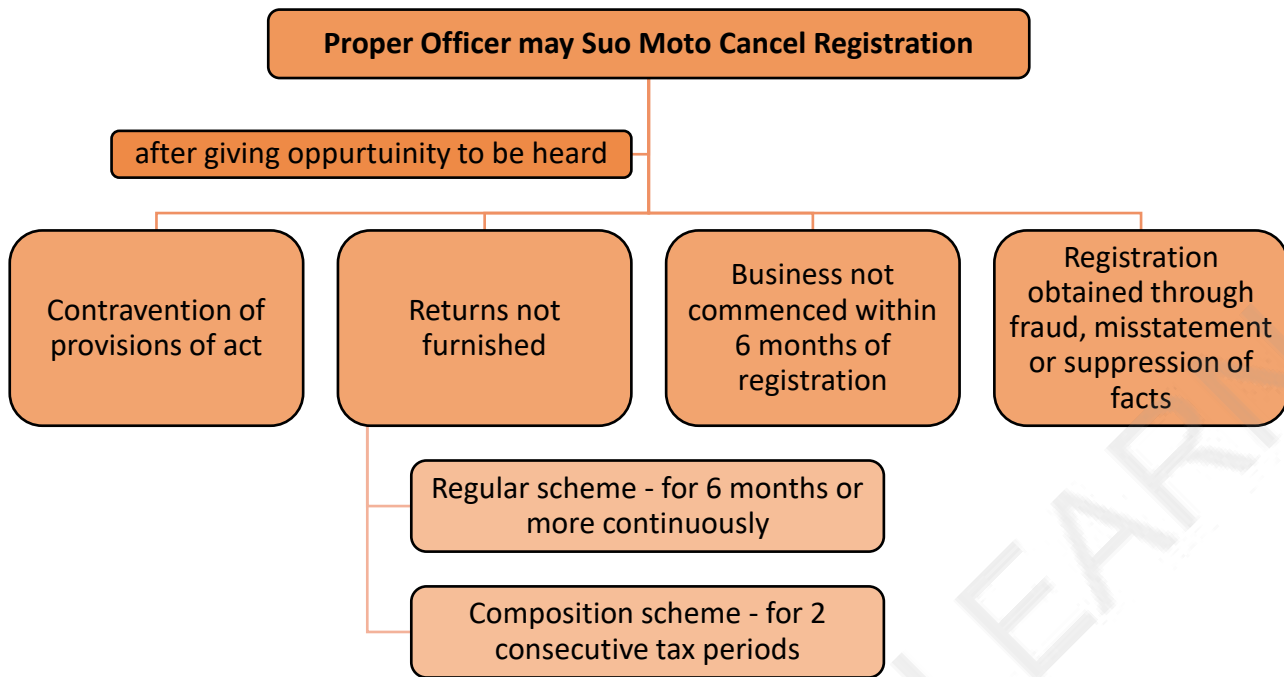 Proper Officer may Suo Moto Cancel Registration
after giving oppurtuinity to be heard
Contravention of
provisions of act
Returns not
furnished
Business not
commenced within
6 months of
registration
Registration
obtained through
fraud, misstatement
or suppression of
facts
Regular scheme - for 6 months or
more continuously
Composition scheme - for 2
consecutive tax periods